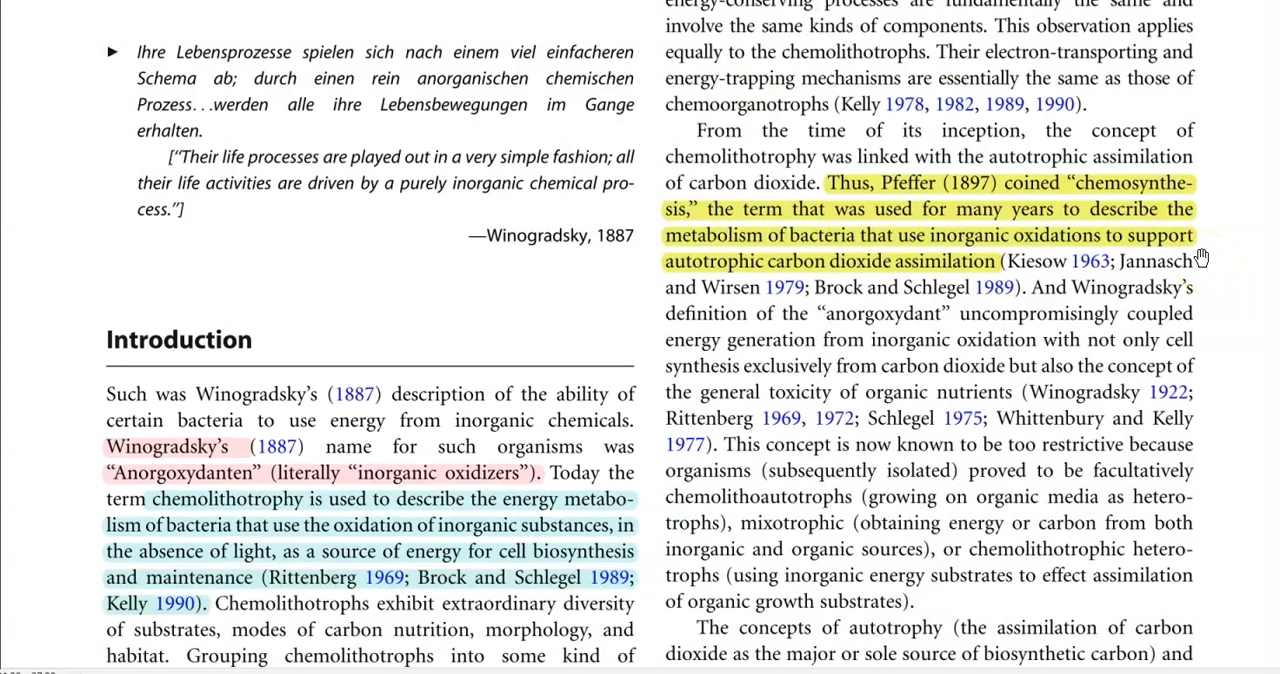 ► Ihre Lebensprozesse spielen sich nach einem viel einfacheren
Schema ab; durch einen rein anorganischen chemischen
Prozess. . .werden alle ihre Lebensbewegungen im Gange
erhalten.
["Their life processes are played out in a very simple fashion; all
their life activities are driven by a purely inorganic chemical pro-
cess."]
—Winogradsky, 1887
Introduction
Such was Winogradsky's (1887) description of the ability of
certain bacteria to use energy from inorganic chemicals.
Winogradsky's (1887) name for such organisms was
"Anorgoxydanten" (literally "inorganic oxidizers"). Today the
term chemolithotrophy is used to describe the energy metabo-
lism of bacteria that use the oxidation of inorganic substances, in
the absence of light, as a source of energy for cell biosynthesis
and maintenance (Rittenberg 1969; Brock and Schlegel 1989;
Kelly 1990). Chemolithotrophs exhibit extraordinary diversity
of substrates, modes of carbon nutrition, morphology, and
habitat. Grouping chemolithotrophs into some kind of
energy-conserving processes are fundamentally the same and
involve the same kinds of components. This observation applies
equally to the chemolithotrophs. Their electron-transporting and
energy-trapping mechanisms are essentially the same as those of
chemoorganotrophs (Kelly 1978, 1982, 1989, 1990).
From the time of its inception, the concept of
chemolithotrophy was linked with the autotrophic assimilation
of carbon dioxide. Thus, Pfeffer (1897) coined "chemosynthe-
sis," the term that was used for many years to describe the
metabolism of bacteria that use inorganic oxidations to support
autotrophic carbon dioxide assimilation (Kiesow 1963; Jannasch
and Wirsen 1979; Brock and Schlegel 1989). And Winogradsky's
definition of the "anorgoxydant" uncompromisingly coupled
energy generation from inorganic oxidation with not only cell
synthesis exclusively from carbon dioxide but also the concept of
the general toxicity of organic nutrients (Winogradsky 1922;
Rittenberg 1969, 1972; Schlegel 1975; Whittenbury and Kelly
1977). This concept is now known to be too restrictive because
organisms (subsequently isolated) proved to be facultatively
chemolithoautotrophs (growing on organic media as hetero-
trophs), mixotrophic (obtaining energy or carbon from both
inorganic and organic sources), or chemolithotrophic hetero-
trophs (using inorganic energy substrates to effect assimilation
of organic growth substrates).
The concepts of autotrophy (the assimilation of carbon
dioxide as the major or sole source of biosynthetic carbon) and